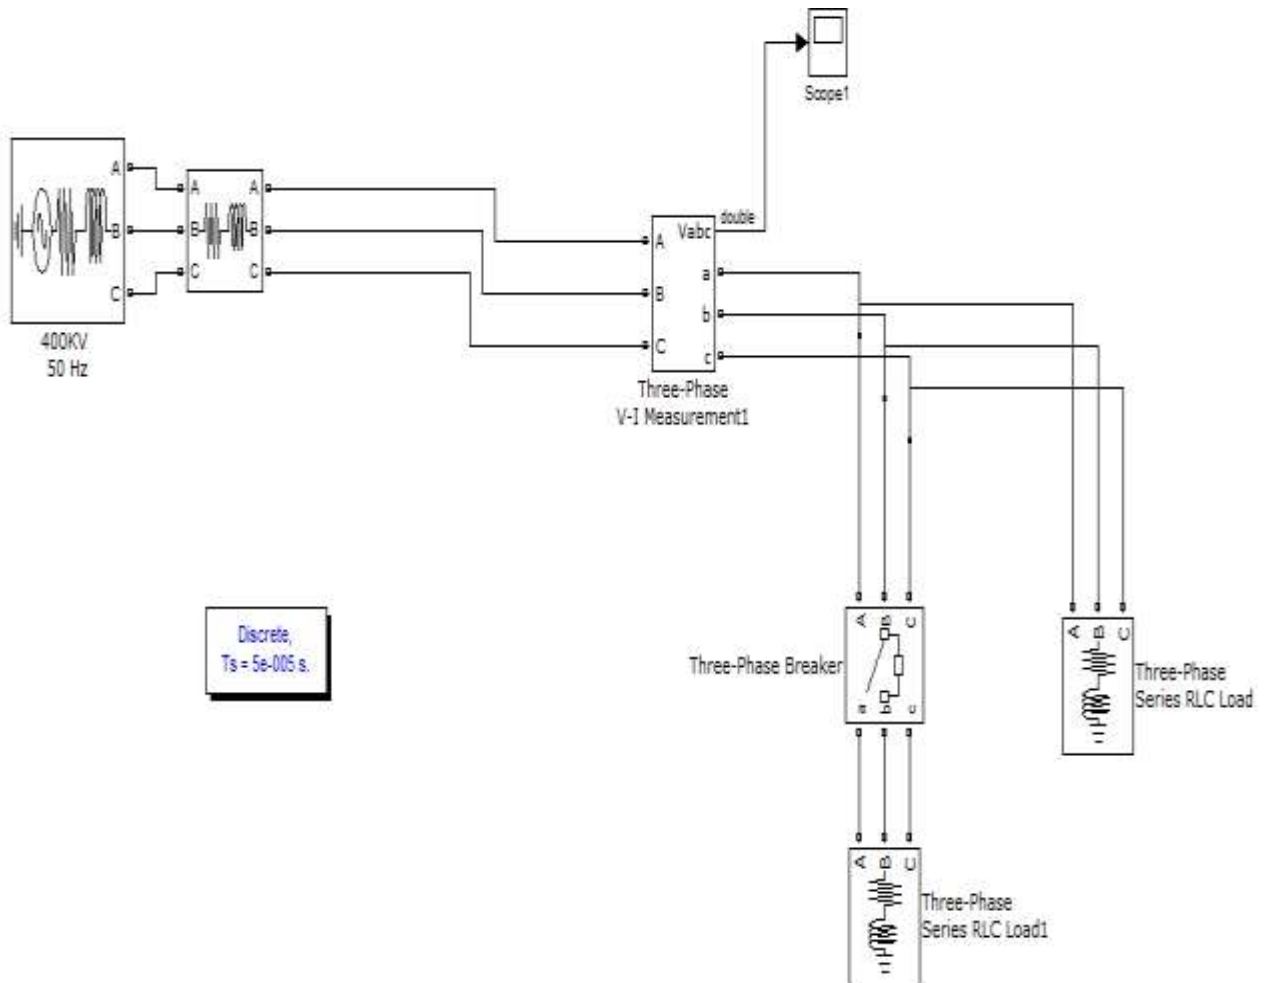 Scope1
A
B
C
400KV
50 Hz
A
B
C
A
B
C
double
Vabc
A
B
C
a
b
c
Three-Phase
V-I Measurement1
Discrete,
Ts = 5e-005 s.
A B C
Three-Phase Breaker
a b c
A B C
Three-Phase
Series RLC Load
A B C
Three-Phase
Series RLC Load1